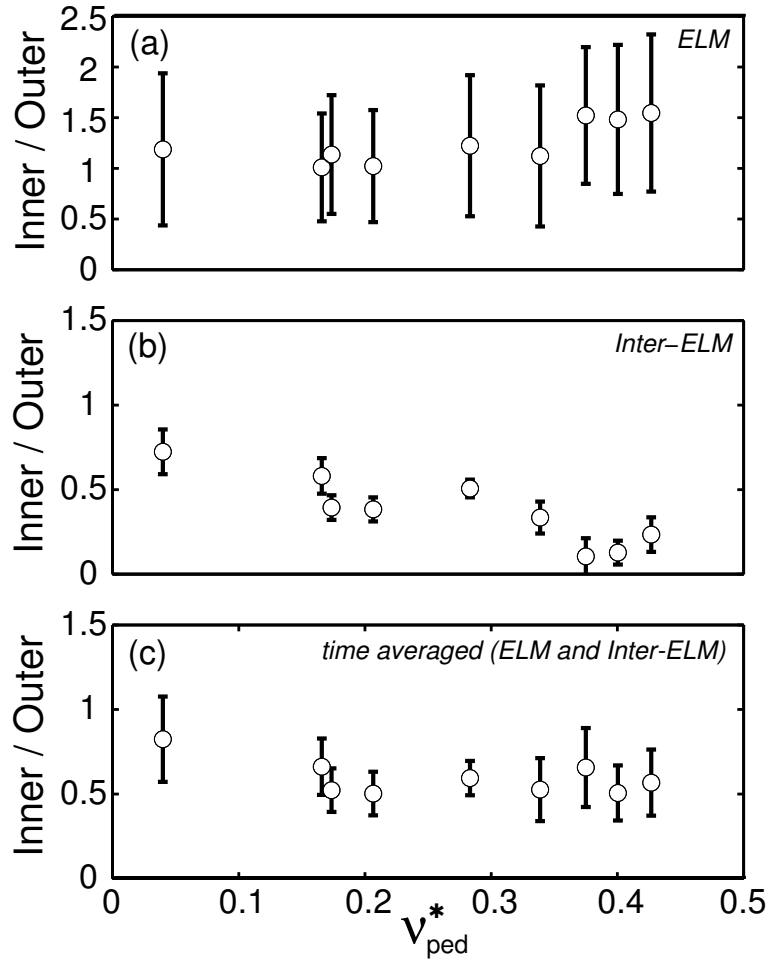 (a)
ELM
2.5
2
1.5
1
0.5
0
Inner / Outer
(b)
Inter–ELM
1.5
1
0.5
0
Inner / Outer
(c)
time averaged (ELM and Inter-ELM)
1.5
1
0.5
0
Inner / Outer
0 0.1 0.2 0.3 0.4 0.5
ν*ped